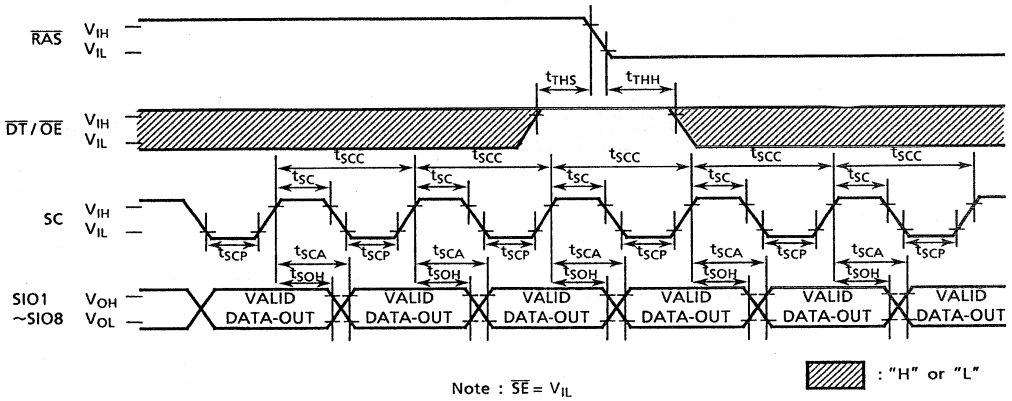 RAS VIH
VIL
tTHS tTHH
DT / OE VIH
VIL
tSCC tSCC tSCC tSCC tSCC
tSC tSC tSC tSC tSC
SC VIH
VIL
tSCP tSCP tSCP tSCP tSCP tSCP
tSCA tSCA tSCA tSCA tSCA
tSOH tSOH tSOH tSOH tSOH
SIO1 VOH VALID VALID VALID VALID VALID VALID
~SIO8 VOL DATA-OUT DATA-OUT DATA-OUT DATA-OUT DATA-OUT DATA-OUT
: "H" or "L"
Note : SE = VIL